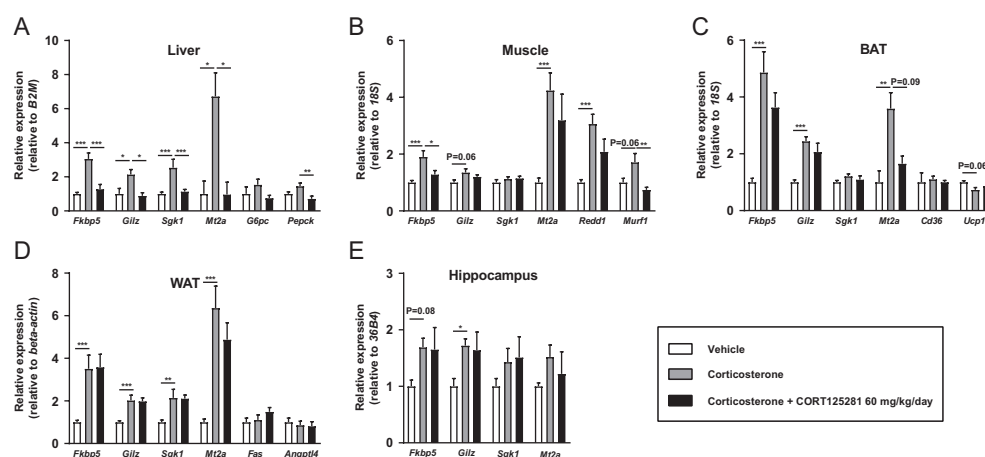 A
Liver
Relative expression
(relative to B2M)
10
8
6
4
2
0
***
***
*
*
***
***
*
*
**
Fkbp5
Gilz
Sgk1
Mt2a
G6pc
Pepck
B
Muscle
Relative expression
(relative to 18S)
6
4
2
0
***
*
P=0.06
***
***
P=0.06
**
Fkbp5
Gilz
Sgk1
Mt2a
Redd1
Murf1
C
BAT
Relative expression
(relative to 18S)
6
4
2
0
***
***
**
P=0.09
P=0.06
Fkbp5
Gilz
Sgk1
Mt2a
Cd36
Ucp1
D
WAT
Relative expression
(relative to beta-actin)
8
6
4
2
0
***
***
**
***
Fkbp5
Gilz
Sgk1
Mt2a
Fas
Angptl4
E
Hippocampus
Relative expression
(relative to 36B4)
3
2
1
0
P=0.08
*
Fkbp5
Gilz
Sgk1
Mt2a
Vehicle
Corticosterone
Corticosterone + CORT125281 60 mg/kg/day